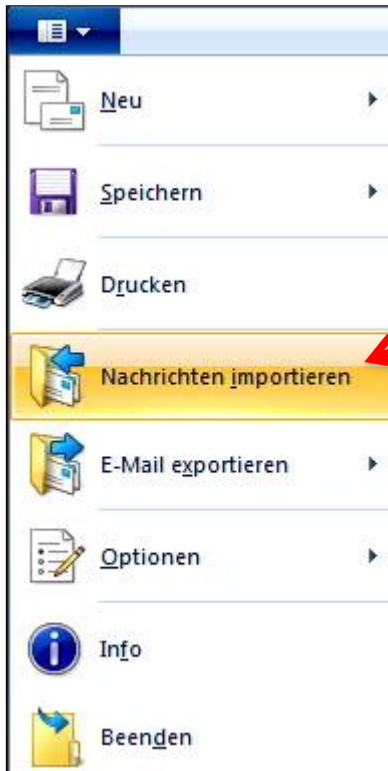 Neu
Speichern
Drucken
Nachrichten importieren
E-Mail exportieren
Optionen
Info
Beenden